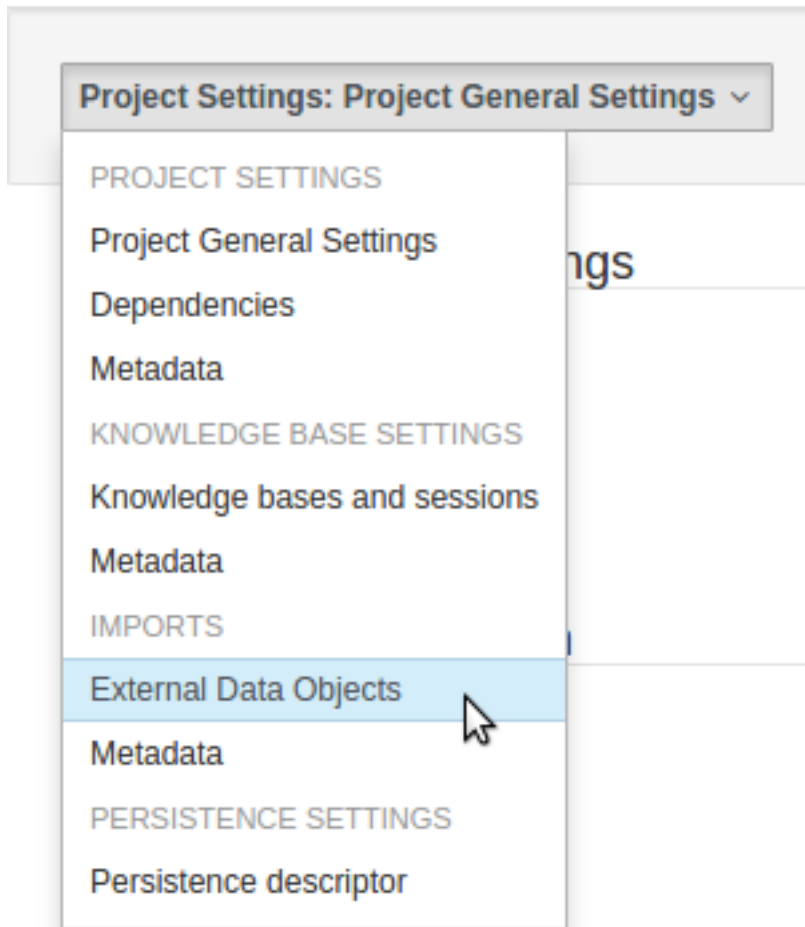 Project Settings: Project General Settings
PROJECT SETTINGS
Project General Settings
ngs
Dependencies
Metadata
KNOWLEDGE BASE SETTINGS
Knowledge bases and sessions
Metadata
IMPORTS
External Data Objects
Metadata
PERSISTENCE SETTINGS
Persistence descriptor